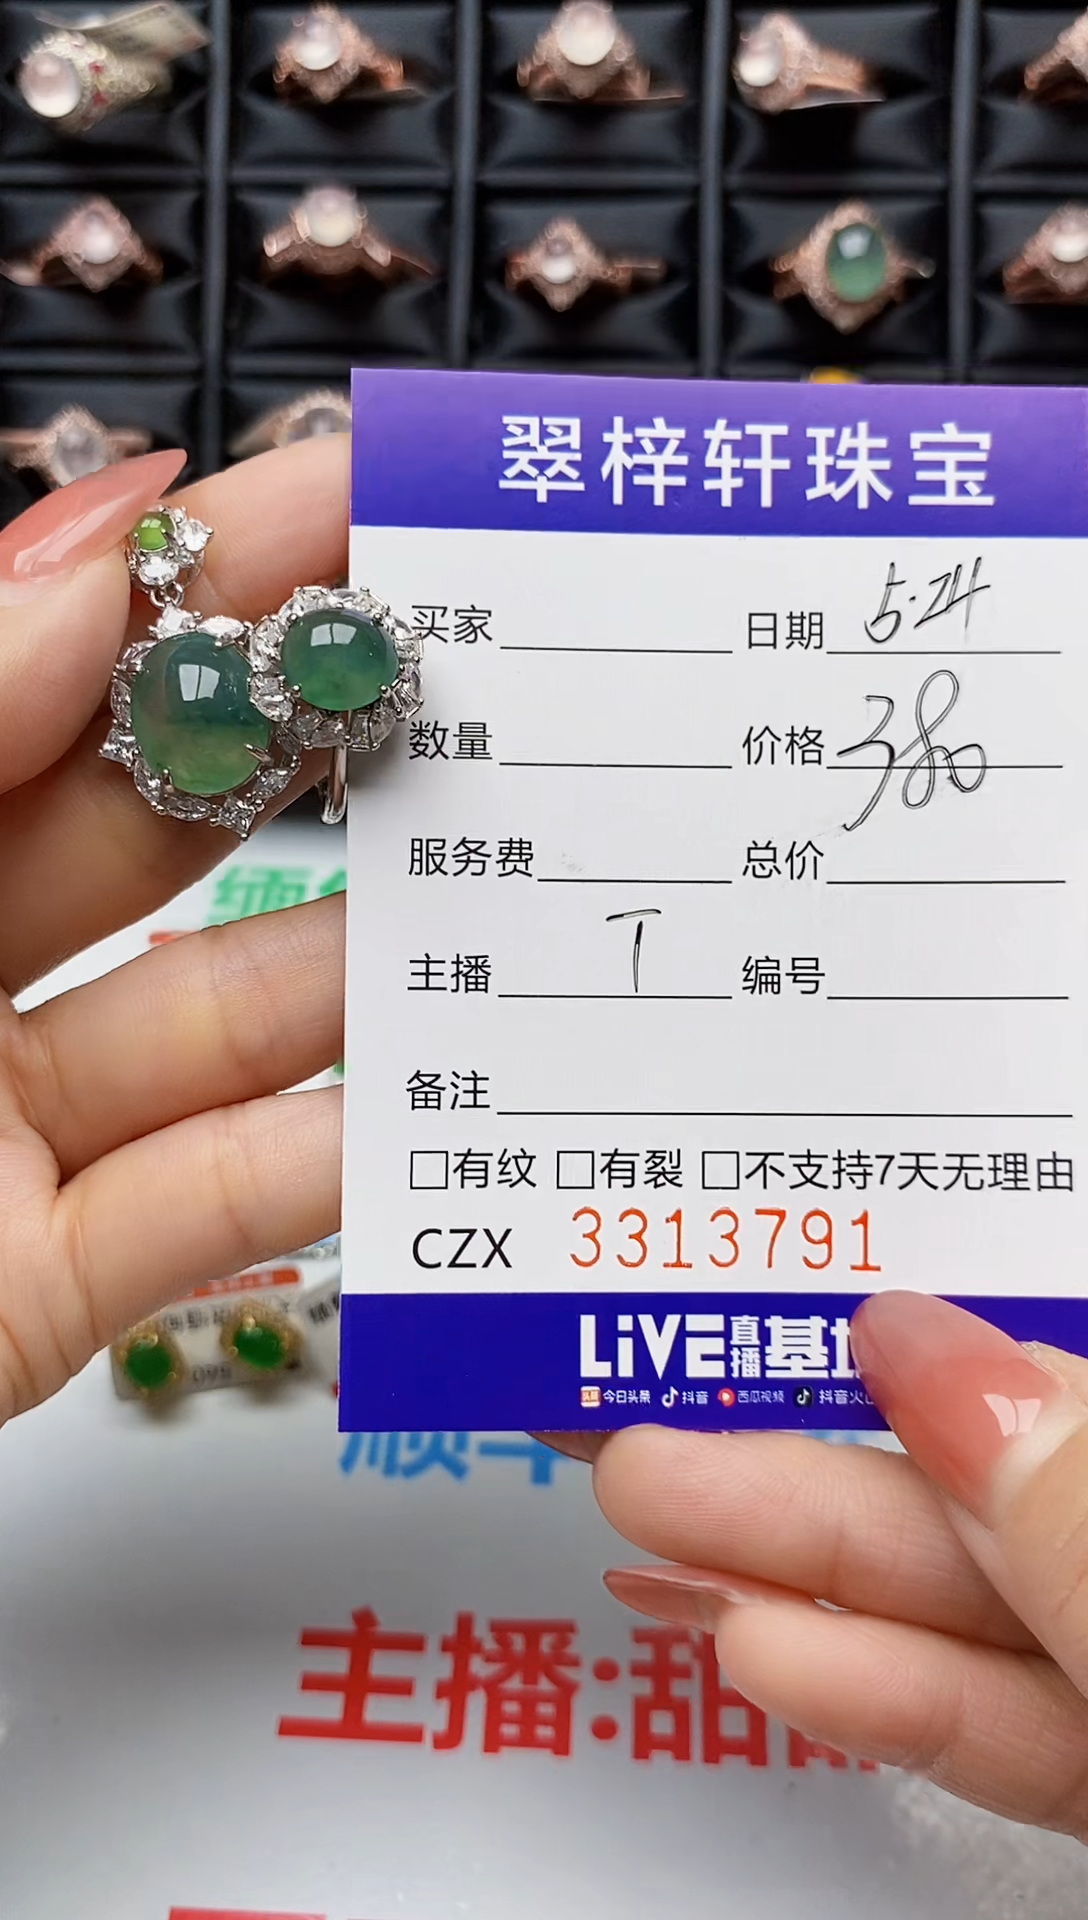 翠梓轩珠宝
买家 日期 5.24
数量 价格 380
服务费 总价
主播 T 编号
备注
□有纹 □有裂 □不支持7天无理由
CZX 3313791
LiVE直播基
今日头条 抖音 西瓜视频 抖音火
缅
顺丰
主播:甜